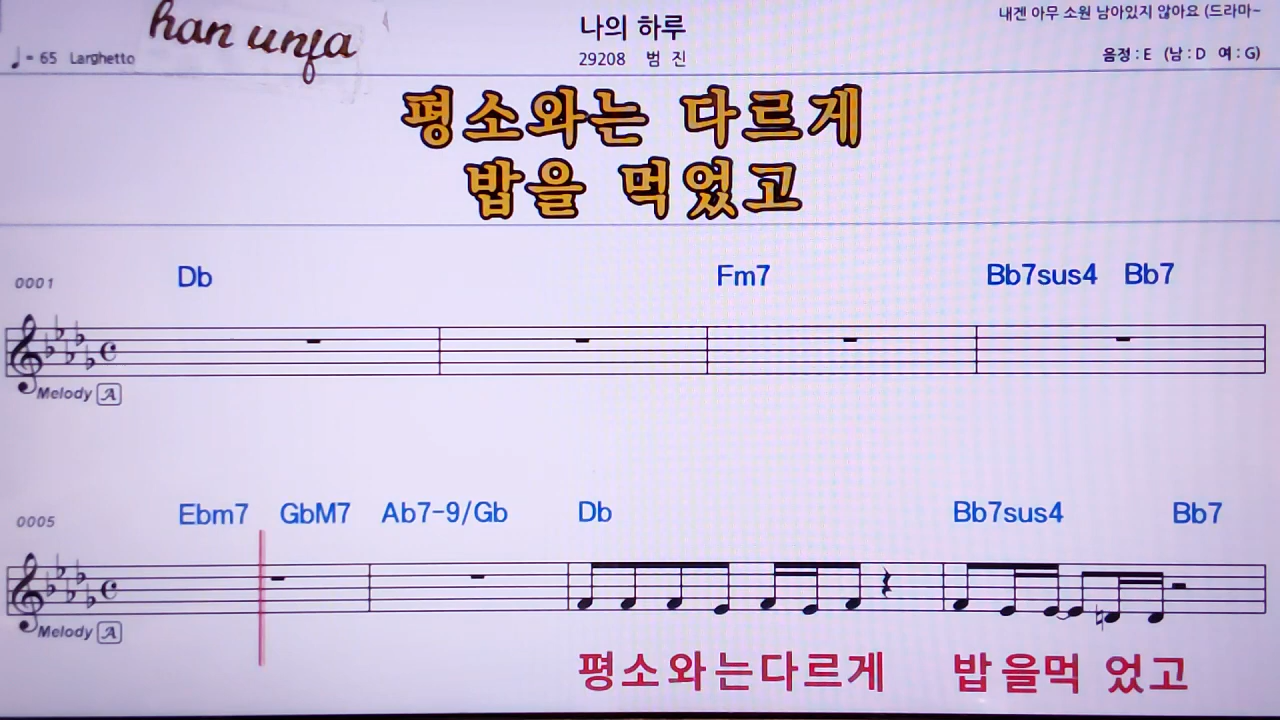 han unja
나의 하루
내겐 아무 소원 남아있지 않아요 (드라마~
♩= 65 Larghetto
29208 범 진
음정 : E (남 : D 여 : G)
평소와는 다르게
밥을 먹었고
0001 Db Fm7 Bb7sus4 Bb7
Melody A
0005 Ebm7 GbM7 Ab7-9/Gb Db Bb7sus4 Bb7
Melody A
평소와는다르게 밥을먹 었고